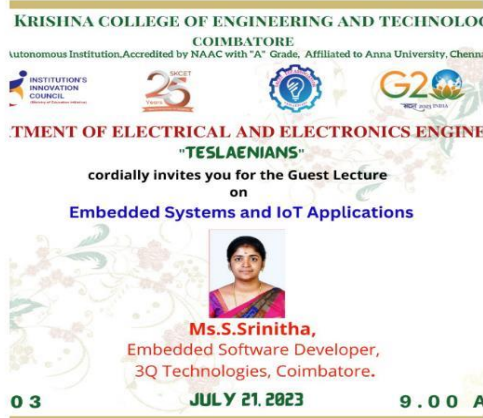 KRISHNA COLLEGE OF ENGINEERING AND TECHNOLOG
COIMBATORE
utonomous Institution,Accredited by NAAC with "A" Grade, Affiliated to Anna University, Chenna
INSTITUTION'S
INNOVATION
COUNCIL
SKCET
25
Years
G20
TMENT OF ELECTRICAL AND ELECTRONICS ENGINE
"TESLAENIANS"
cordially invites you for the Guest Lecture
on
Embedded Systems and IoT Applications
Ms.S.Srinitha,
Embedded Software Developer,
3Q Technologies, Coimbatore.
03 JULY 21, 2023 9.00 A